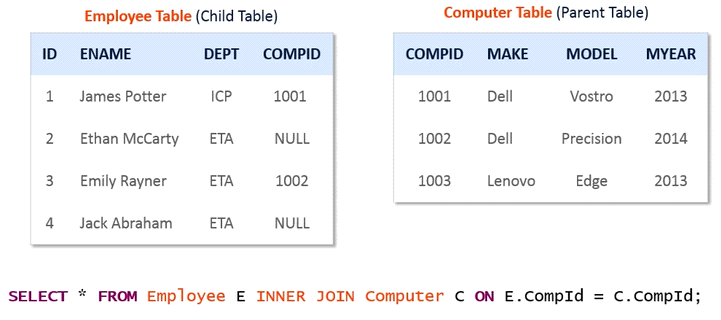 Employee Table (Child Table)
ID ENAME DEPT COMPID
1 James Potter ICP 1001
2 Ethan McCarty ETA NULL
3 Emily Rayner ETA 1002
4 Jack Abraham ETA NULL
Computer Table (Parent Table)
COMPID MAKE MODEL MYEAR
1001 Dell Vostro 2013
1002 Dell Precision 2014
1003 Lenovo Edge 2013
SELECT * FROM Employee E INNER JOIN Computer C ON E.CompId = C.CompId;